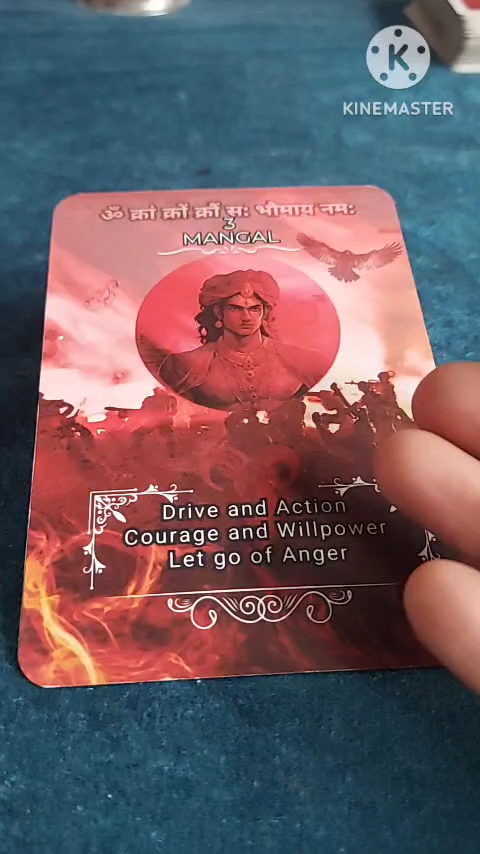 KINEMASTER
ॐ क्रां क्रीं क्रौं सः भौमाय नमः
3
MANGAL
Drive and Action
Courage and Willpower
Let go of Anger